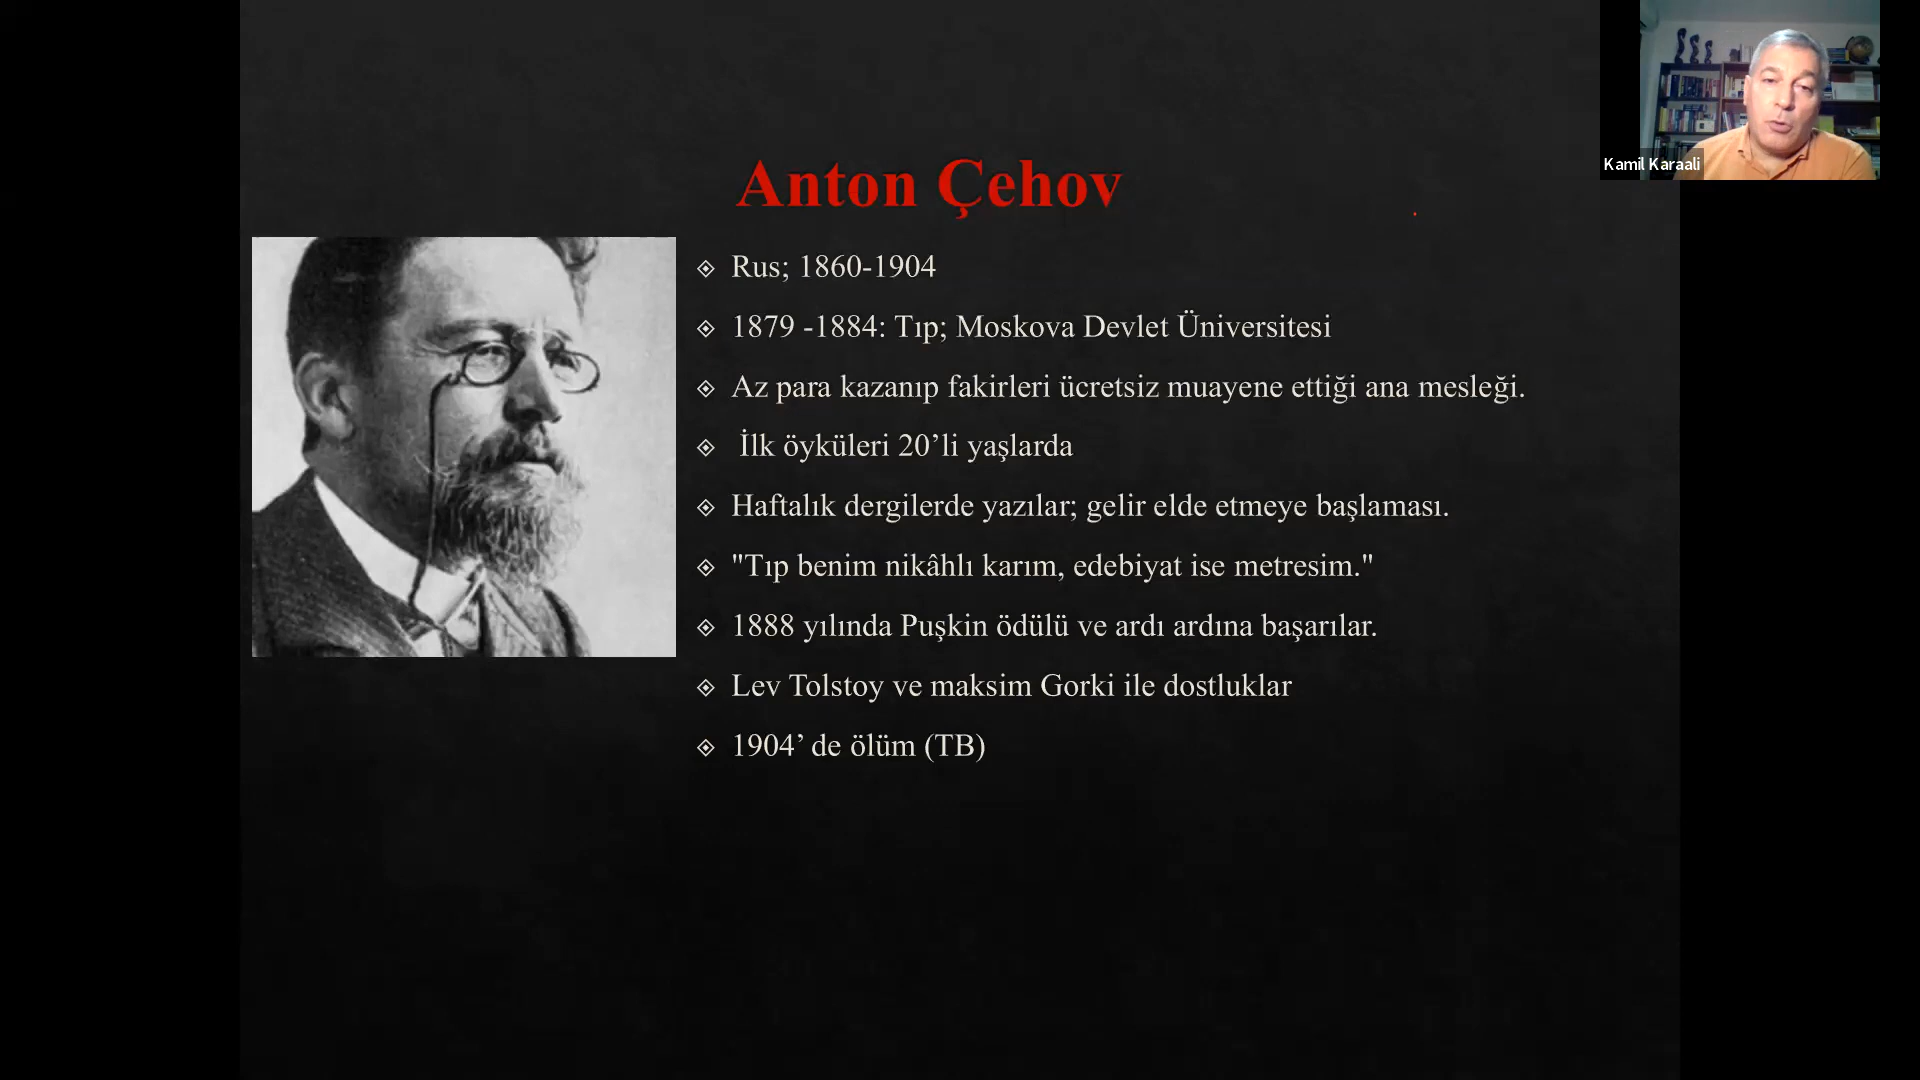 Kamil Karaali
Anton Çehov
Rus; 1860-1904
1879 -1884: Tıp; Moskova Devlet Üniversitesi
Az para kazanıp fakirleri ücretsiz muayene ettiği ana mesleği.
İlk öyküleri 20’li yaşlarda
Haftalık dergilerde yazılar; gelir elde etmeye başlaması.
"Tıp benim nikâhlı karım, edebiyat ise metresim."
1888 yılında Puşkin ödülü ve ardı ardına başarılar.
Lev Tolstoy ve maksim Gorki ile dostluklar
1904’ de ölüm (TB)